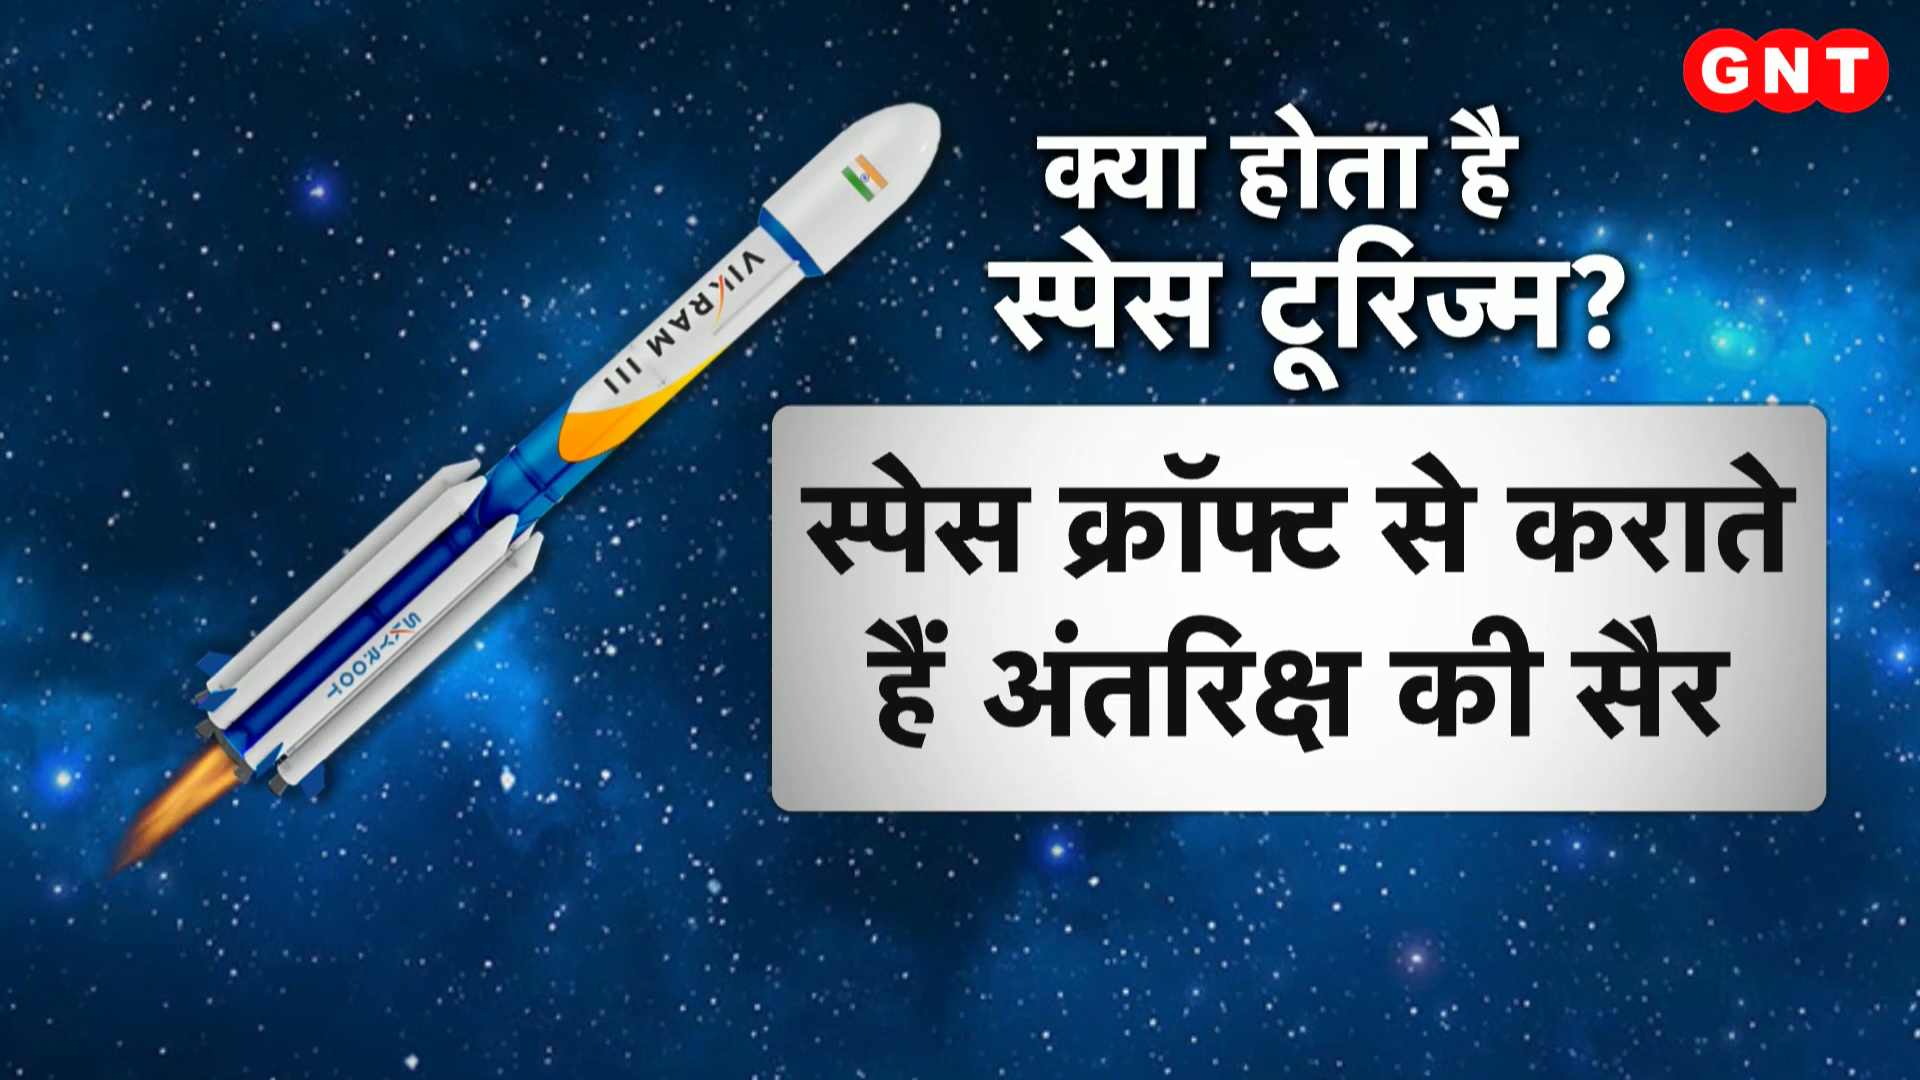 GNT
क्या होता है
स्पेस टूरिज्म?
स्पेस क्रॉफ्ट से कराते
हैं अंतरिक्ष की सैर
VIKRAM III
SKYROOT